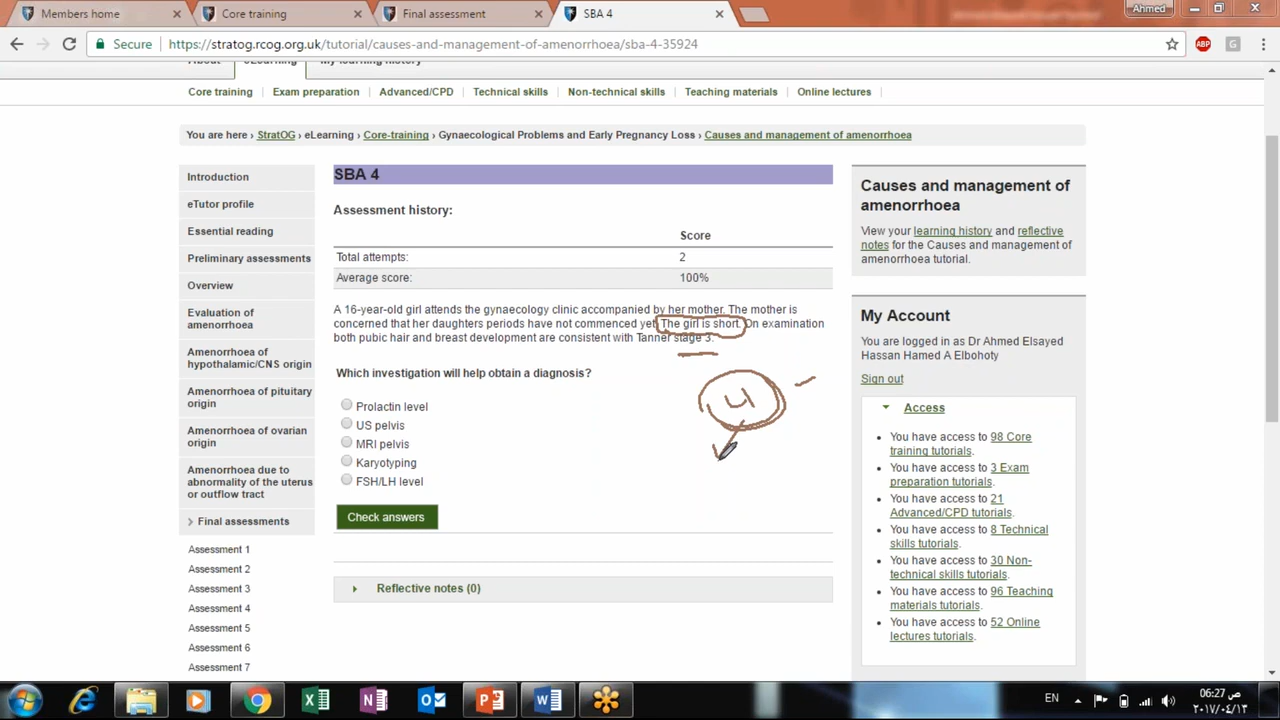 Members home
Core training
Final assessment
SBA 4
Ahmed
Secure
https://stratog.rcog.org.uk/tutorial/causes-and-management-of-amenorrhoea/sba-4-35924
ABP
G
About
eLearning
My learning history
Core training
Exam preparation
Advanced/CPD
Technical skills
Non-technical skills
Teaching materials
Online lectures
You are here › StratOG › eLearning › Core-training › Gynaecological Problems and Early Pregnancy Loss › Causes and management of amenorrhoea
Introduction
eTutor profile
Essential reading
Preliminary assessments
Overview
Evaluation of
amenorrhoea
Amenorrhoea of
hypothalamic/CNS origin
Amenorrhoea of pituitary
origin
Amenorrhoea of ovarian
origin
Amenorrhoea due to
abnormality of the uterus
or outflow tract
Final assessments
Assessment 1
Assessment 2
Assessment 3
Assessment 4
Assessment 5
Assessment 6
Assessment 7
SBA 4
Assessment history:
Score
Total attempts: 2
Average score: 100%
A 16-year-old girl attends the gynaecology clinic accompanied by her mother. The mother is
concerned that her daughters periods have not commenced yet. The girl is short. On examination
both pubic hair and breast development are consistent with Tanner stage 3.
Which investigation will help obtain a diagnosis?
4
Prolactin level
US pelvis
MRI pelvis
Karyotyping
FSH/LH level
Check answers
Reflective notes (0)
Causes and management of
amenorrhoea
View your learning history and reflective
notes for the Causes and management of
amenorrhoea tutorial.
My Account
You are logged in as Dr Ahmed Elsayed
Hassan Hamed A Elbohoty
Sign out
Access
You have access to 98 Core
training tutorials.
You have access to 3 Exam
preparation tutorials.
You have access to 21
Advanced/CPD tutorials.
You have access to 8 Technical
skills tutorials.
You have access to 30 Non-
technical skills tutorials.
You have access to 96 Teaching
materials tutorials.
You have access to 52 Online
lectures tutorials.
EN
06:27 ص
٢٠١٧/٠٤/١٣